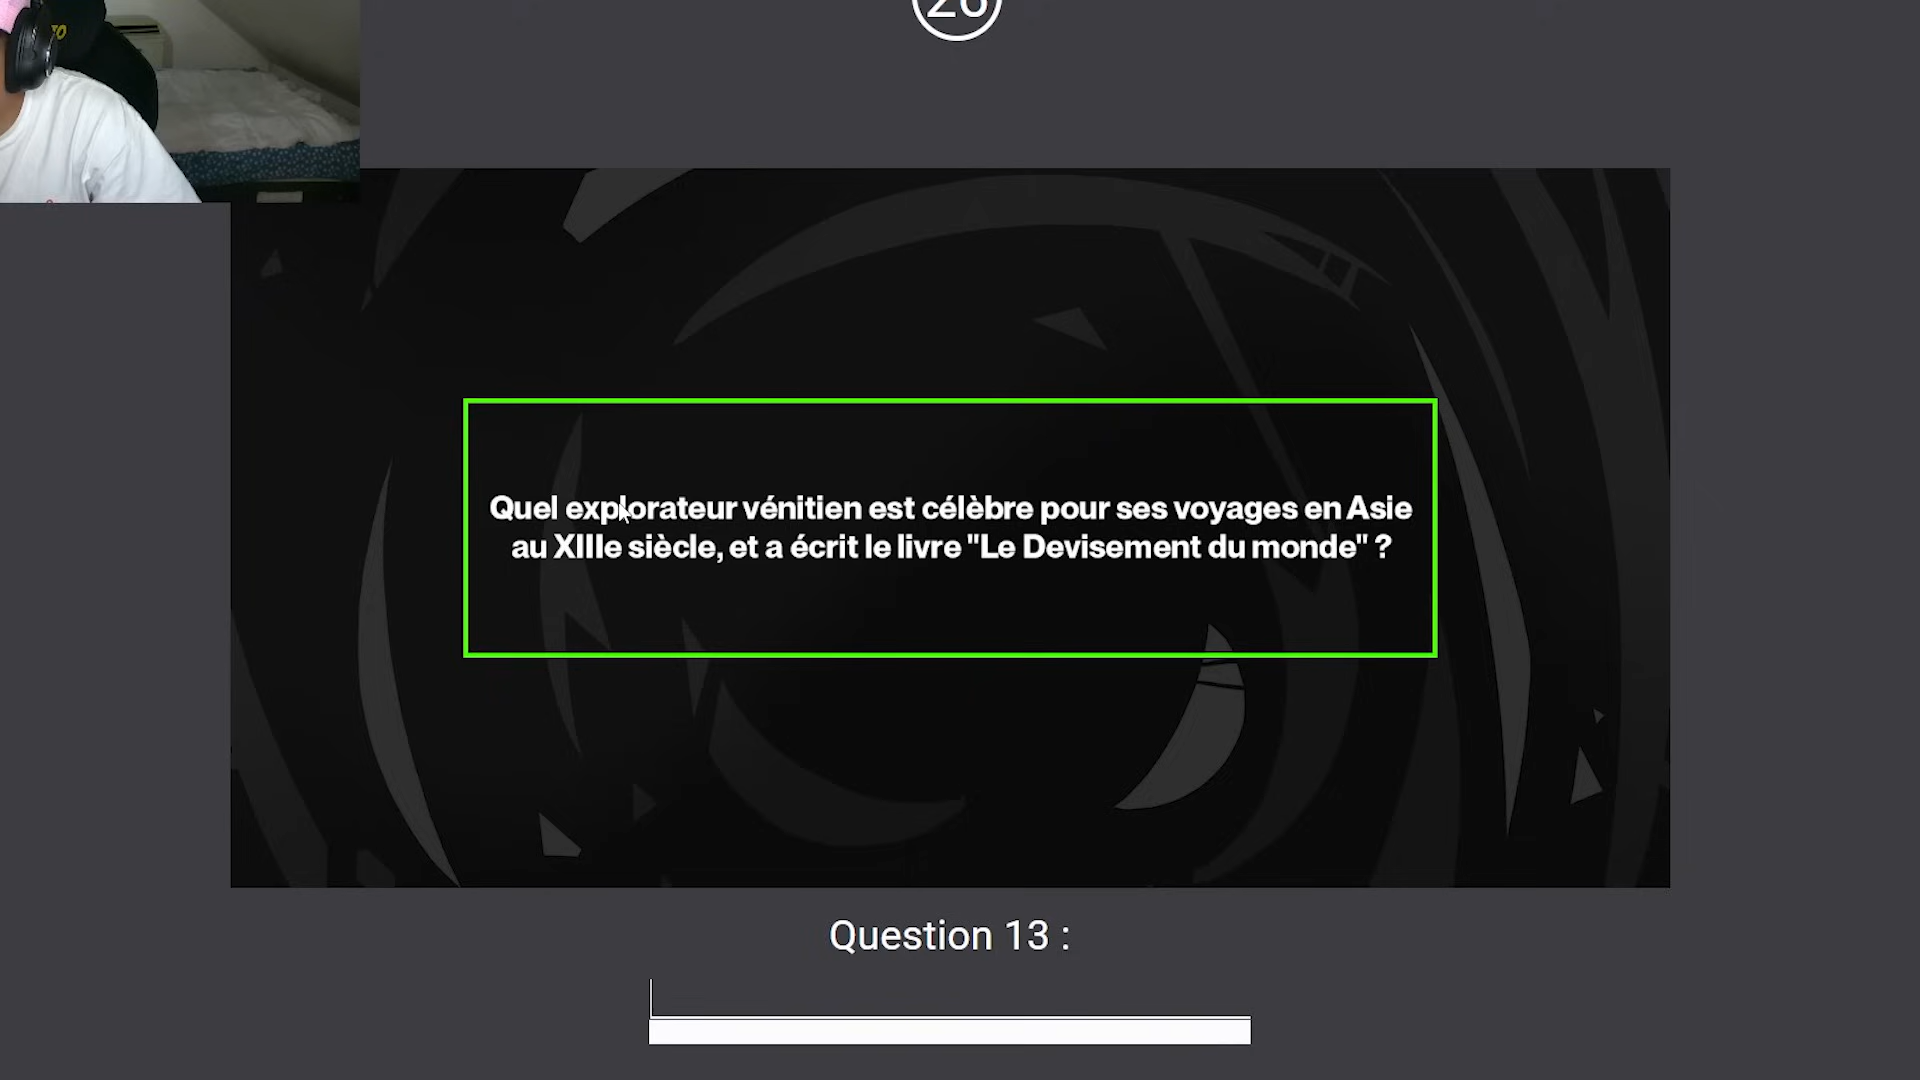 26
Quel explorateur vénitien est célèbre pour ses voyages en Asie
au XIIIe siècle, et a écrit le livre "Le Devisement du monde" ?
Question 13 :